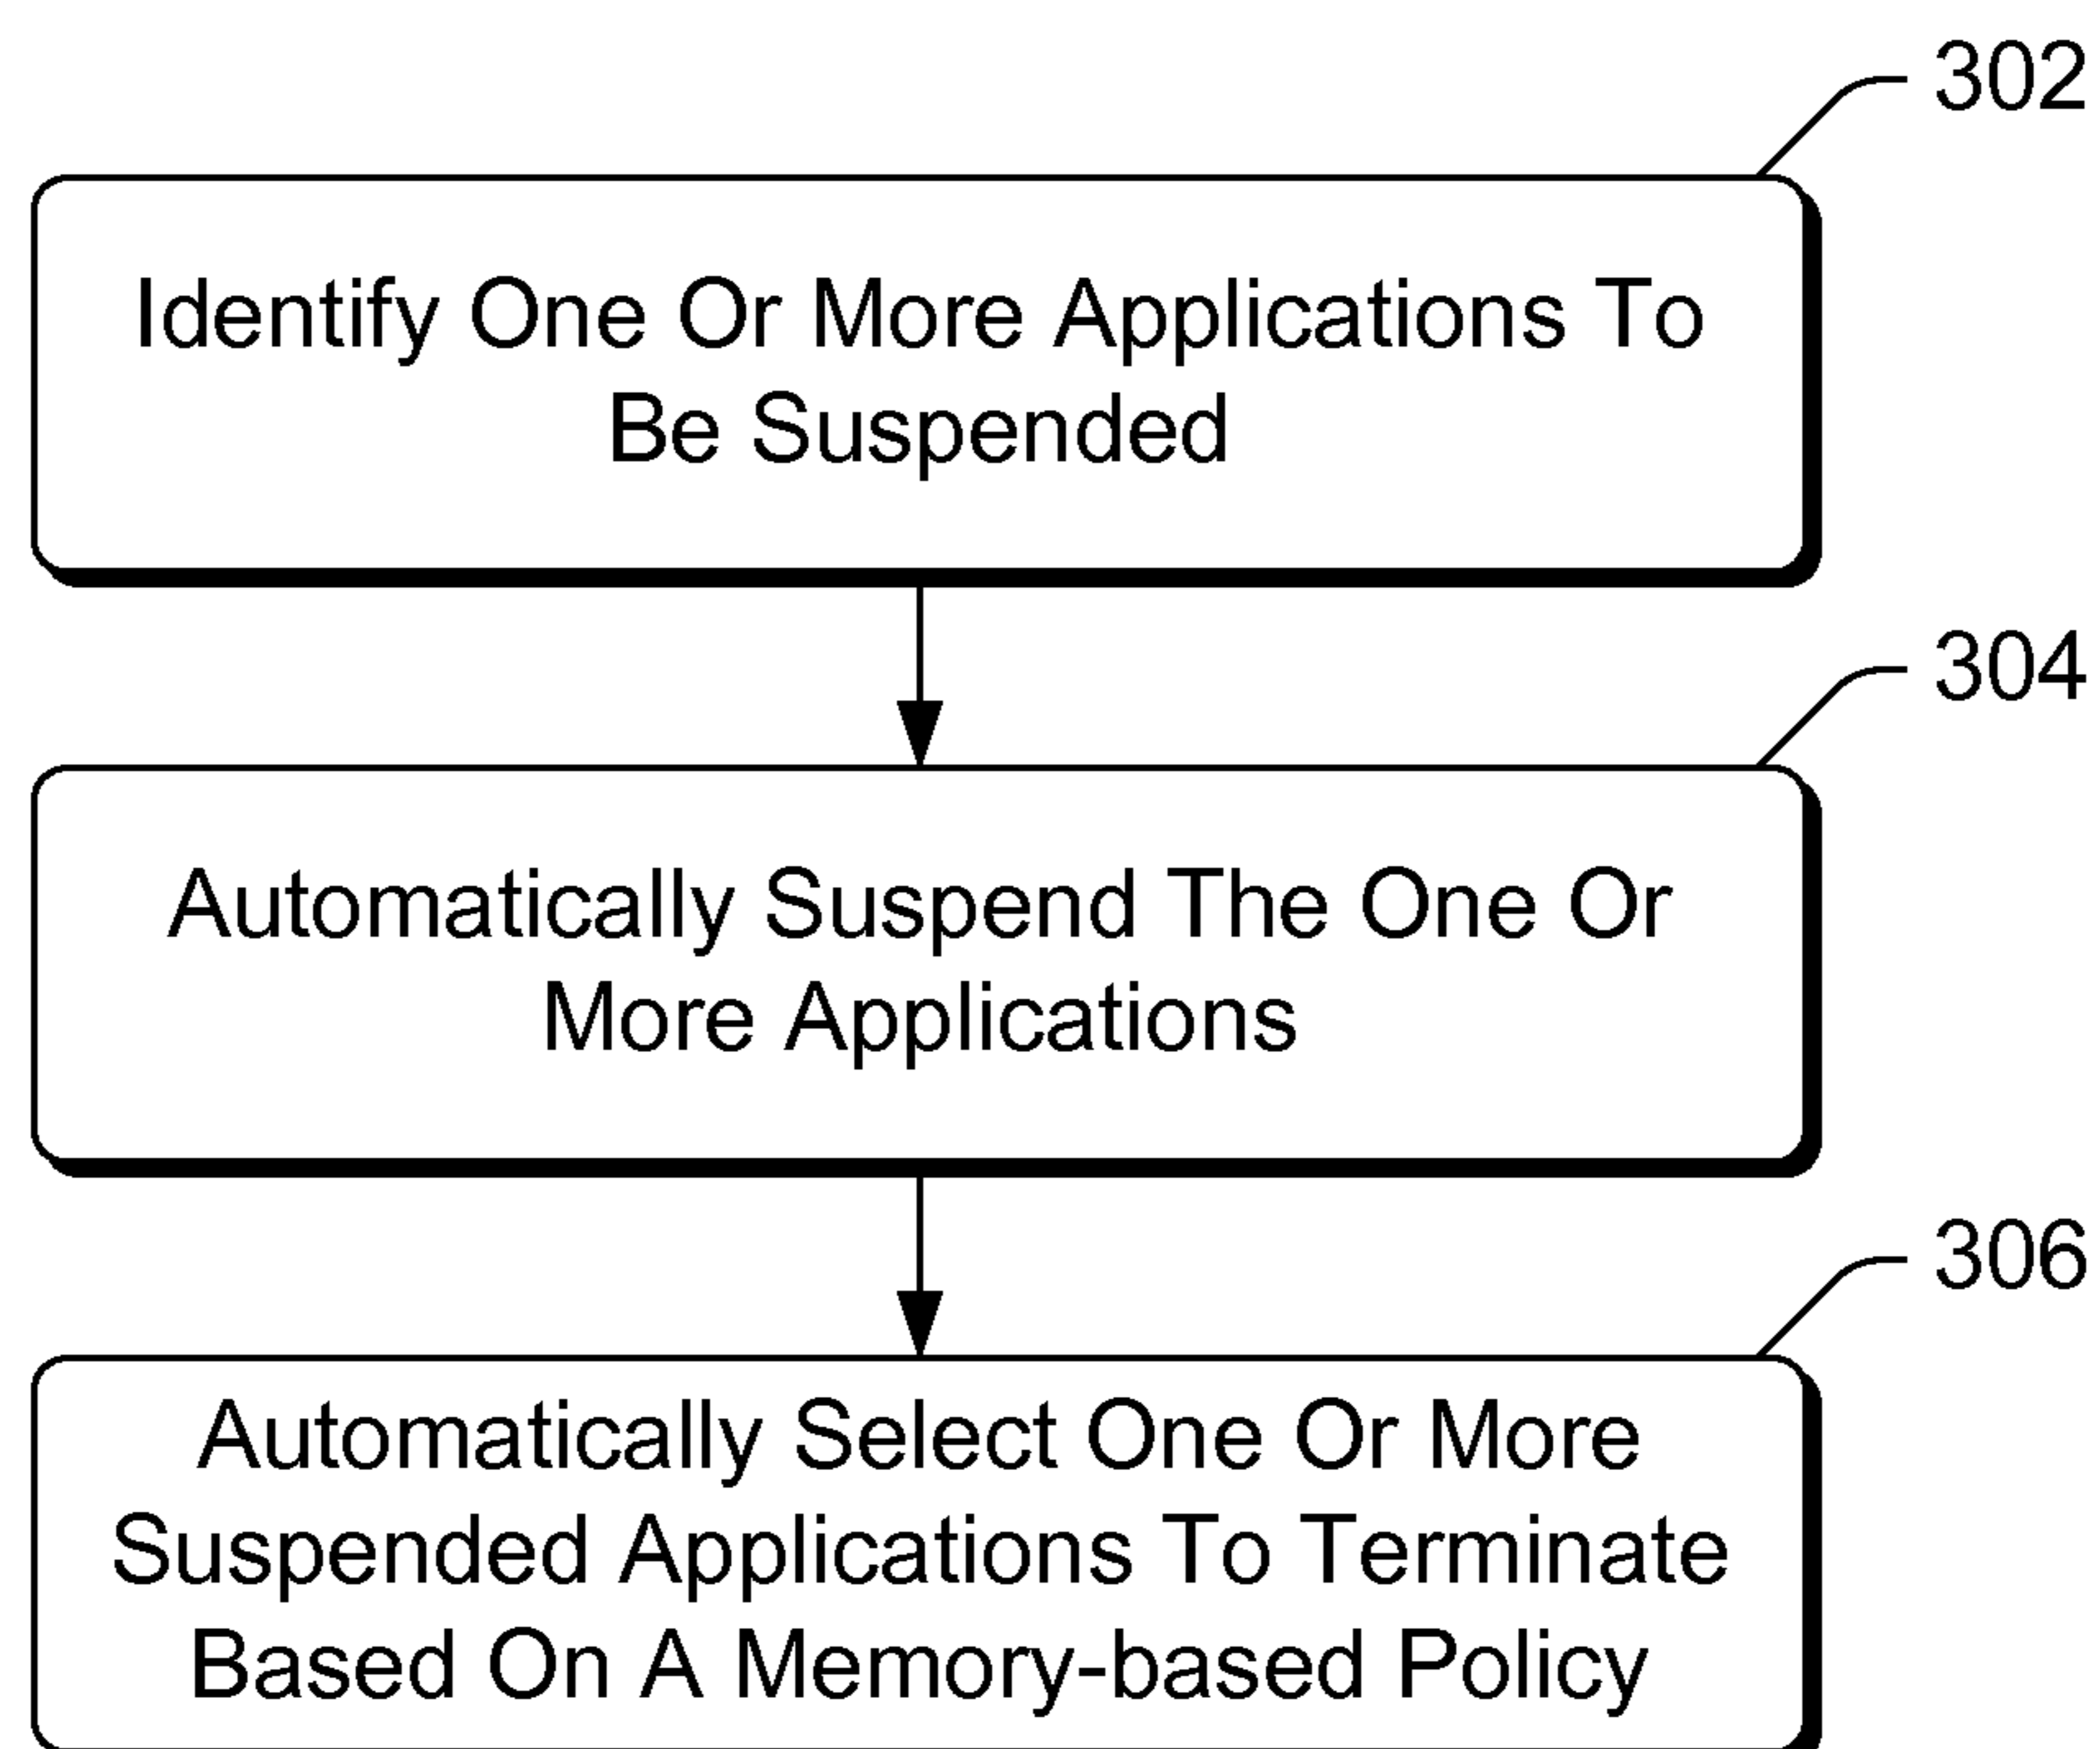 302
Identify One Or More Applications To
Be Suspended
304
Automatically Suspend The One Or
More Applications
306
Automatically Select One Or More
Suspended Applications To Terminate
Based On A Memory-based Policy